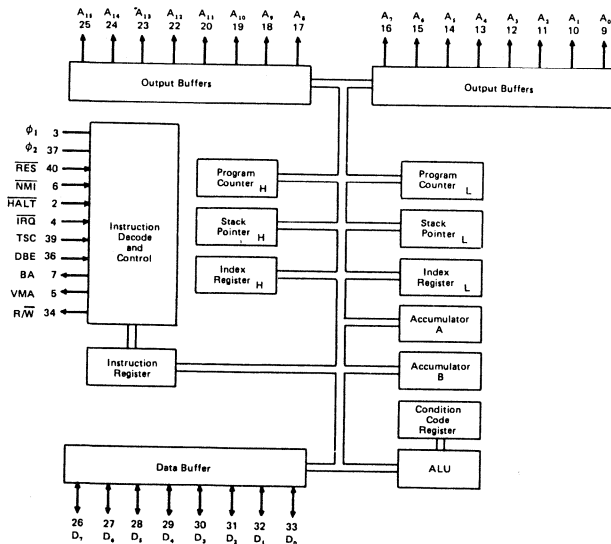 A₁₅ A₁₄ A₁₃ A₁₂ A₁₁ A₁₀ A₉ A₈
25 24 23 22 20 19 18 17
A₇ A₆ A₅ A₄ A₃ A₂ A₁ A₀
16 15 14 13 12 11 10 9
Output Buffers
Output Buffers
ϕ₁ 3
ϕ₂ 37
R̅E̅S̅ 40
N̅M̅I̅ 6
H̅A̅L̅T̅ 2
I̅R̅Q̅ 4
TSC 39
DBE 36
BA 7
VMA 5
R/W̅ 34
Instruction
Decode
and
Control
Program
Counter H
Program
Counter L
Stack
Pointer H
Stack
Pointer L
Index
Register H
Index
Register L
Accumulator
A
Instruction
Register
Accumulator
B
Condition
Code
Register
Data Buffer
ALU
26 27 28 29 30 31 32 33
D₇ D₆ D₅ D₄ D₃ D₂ D₁ D₀